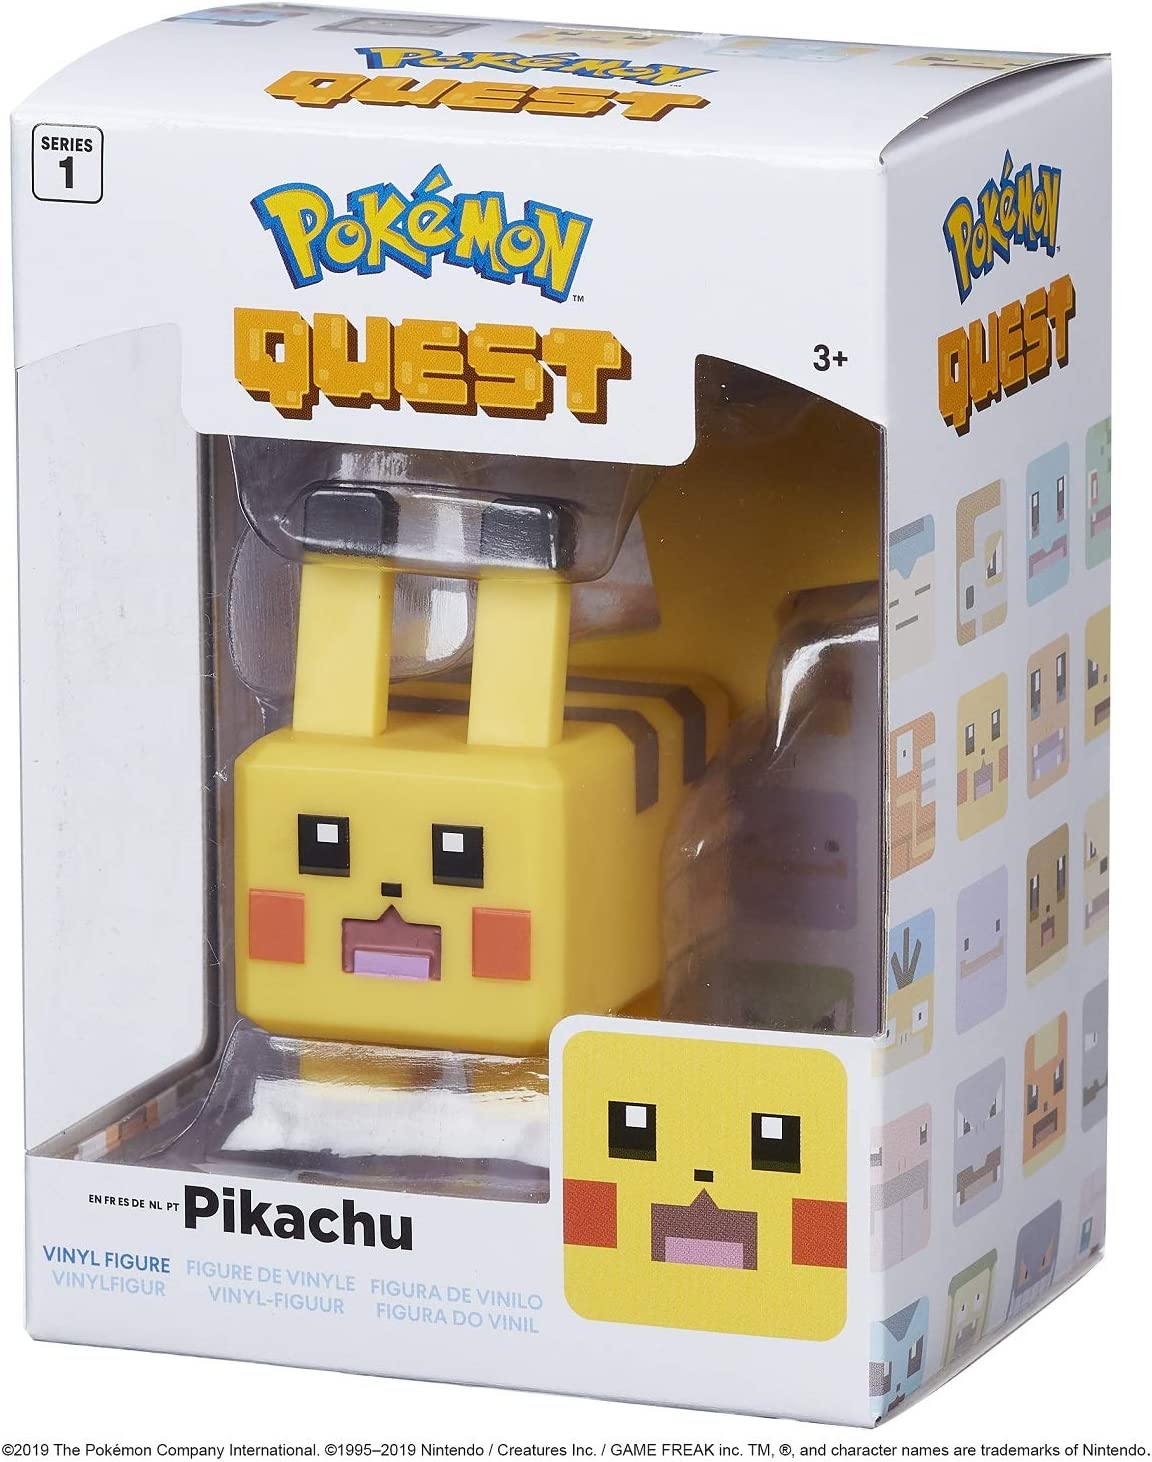 POKéMON
QUEST
SERIES
1
POKéMON™
QUEST
POKéMON
QUEST
3+
EN FR ES DE NL PT Pikachu
VINYL FIGURE FIGURE DE VINYLE FIGURA DE VINILO
VINYLFIGUR VINYL-FIGUUR FIGURA DO VINIL
©2019 The Pokémon Company International. ©1995–2019 Nintendo / Creatures Inc. / GAME FREAK inc. TM, ®, and character names are trademarks of Nintendo.